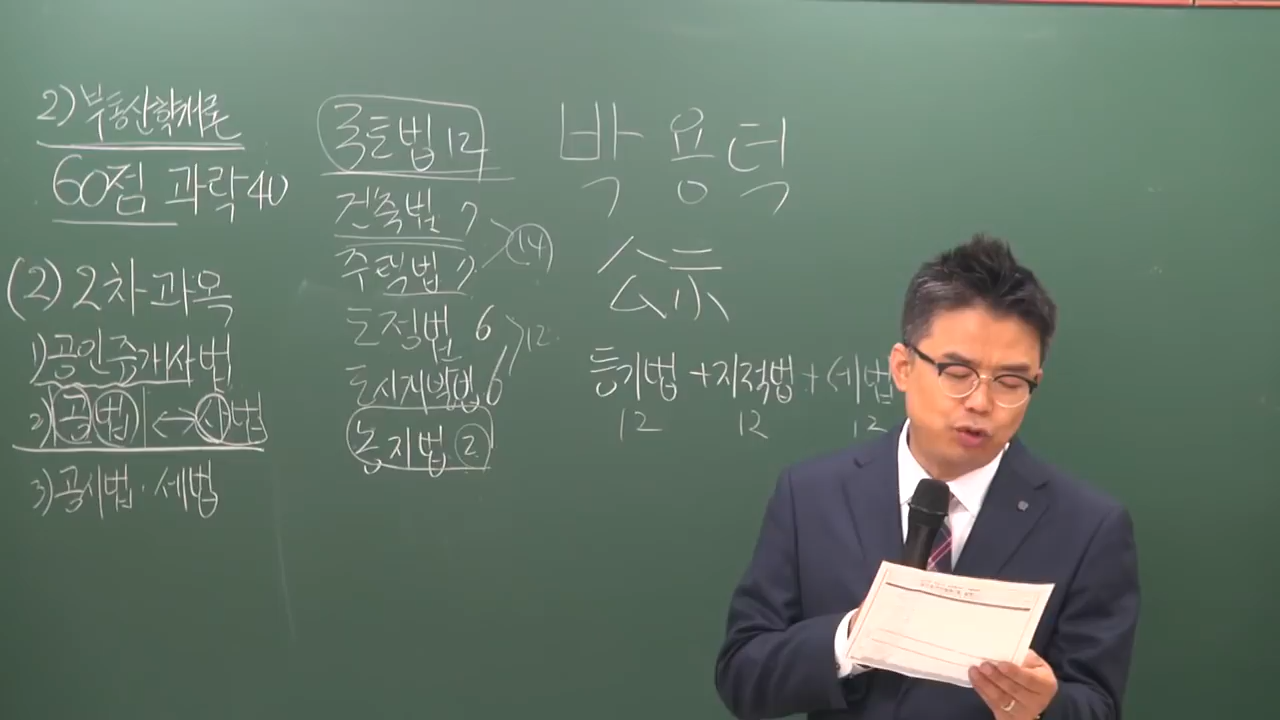 2) 부동산학개론
60점 과락 40
(2) 2차과목
1) 공인중개사법
2) 공법 ↔ 사법
3) 공시법·세법
국토법 12
건축법 7
주택법 7
14
도정법 6
도시개발법 6
12
농지법 2
박용덕
公示
등기법 + 지적법 + 세법
12 12 12